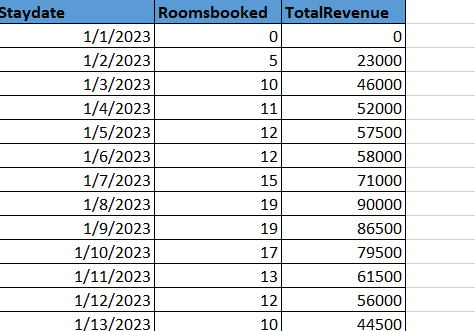 Staydate Roomsbooked TotalRevenue
1/1/2023 0 0
1/2/2023 5 23000
1/3/2023 10 46000
1/4/2023 11 52000
1/5/2023 12 57500
1/6/2023 12 58000
1/7/2023 15 71000
1/8/2023 19 90000
1/9/2023 19 86500
1/10/2023 17 79500
1/11/2023 13 61500
1/12/2023 12 56000
1/13/2023 10 44500